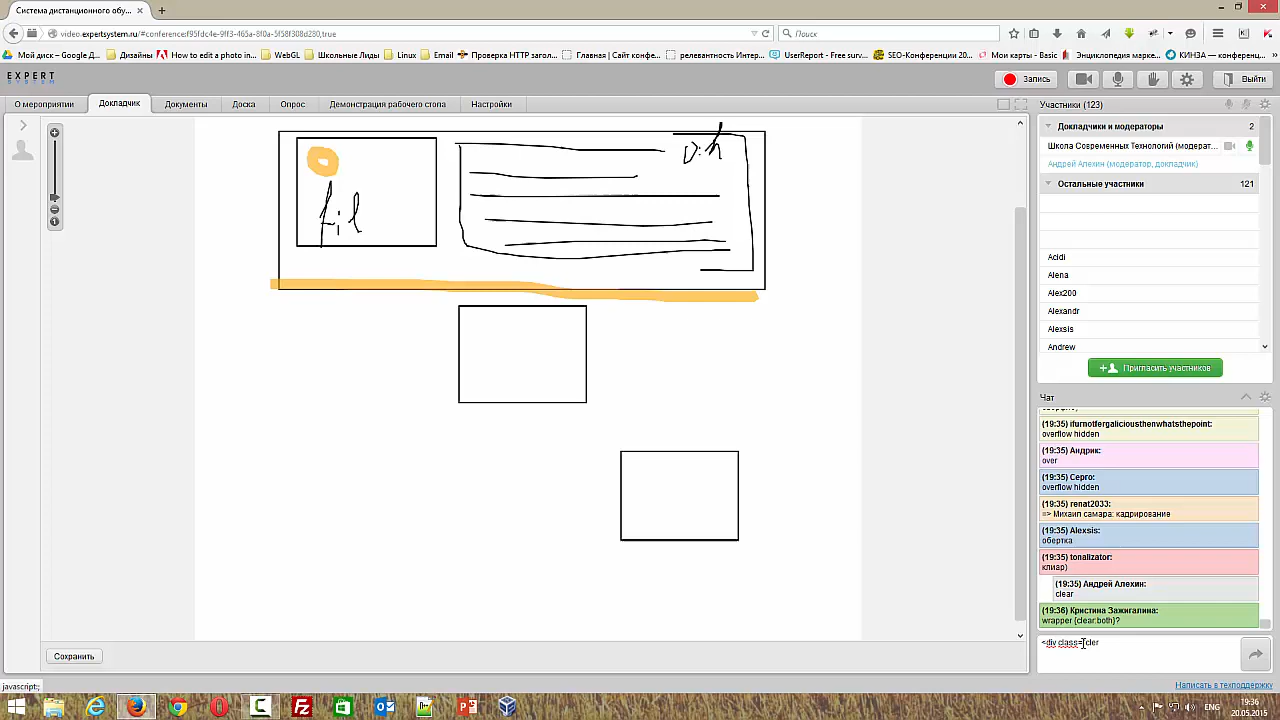 Система дистанционного обу...
video.expertsystem.ru/#conference:f95fdc4e-9ff3-465a-8f0a-5f58f308d280,true
Поиск
Мой диск – Google Д...
Дизайны
How to edit a photo in...
WebGL
Школьные Лиды
Linux
Email
Проверка HTTP загол...
Главная | Сайт конфе...
релевантность Интер...
UserReport - Survey
SEO-Конференции 20...
Мои карты - Basic
Энциклопедия марке...
КИНЗА — конференц...
EXPERT
SYSTEM
Запись
Выйти
О мероприятии
Докладчик
Документы
Доска
Опрос
Демонстрация рабочего стола
Настройки
Участники (123)
Докладчики и модераторы 2
Школа Современных Технологий (модерат...
Андрей Алехин (модератор, докладчик)
Остальные участники 121
Acidi
Alena
Alex200
Alexandr
Alexsis
Andrew
Пригласить участников
Чат
(19:35) ifurnotfergaliciousthenwhatsthepoint:
overflow hidden
(19:35) Андрик:
over
(19:35) Серго:
overflow hidden
(19:35) renat2033:
=> Михаил самара: кадрирование
(19:35) Alexsis:
обертка
(19:35) tonalizator:
клиар)
(19:35) Андрей Алехин:
clear
(19:36) Кристина Зажигалина:
wrapper {clear:both}?
<div class="cler
Написать в техподдержку
Сохранить
javascript:;
19:36
20.05.2015